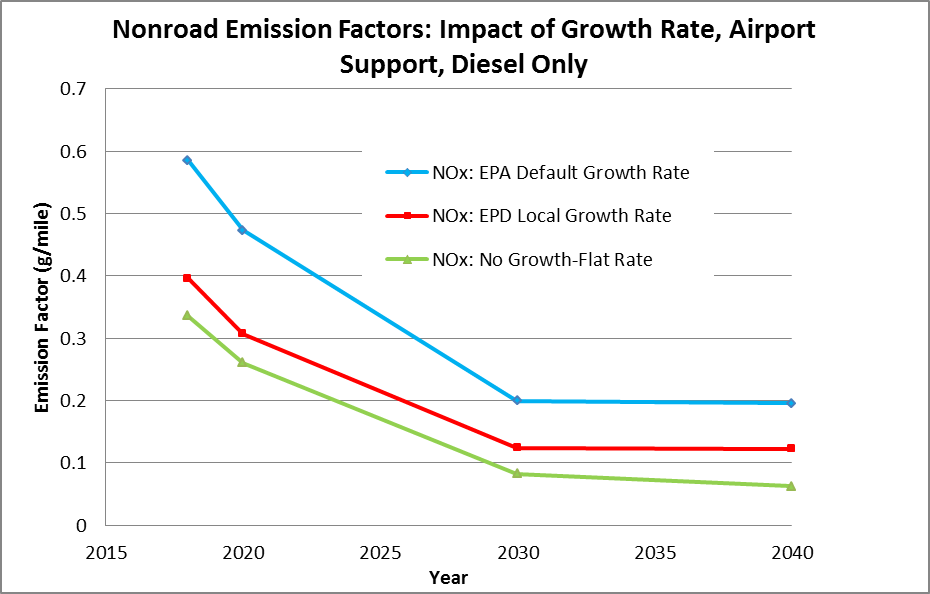 Nonroad Emission Factors: Impact of Growth Rate, Airport
Support, Diesel Only
0.7
0.6
0.5
0.4
0.3
0.2
0.1
0
Emission Factor (g/mile)
NOx: EPA Default Growth Rate
NOx: EPD Local Growth Rate
NOx: No Growth-Flat Rate
2015 2020 2025 2030 2035 2040
Year